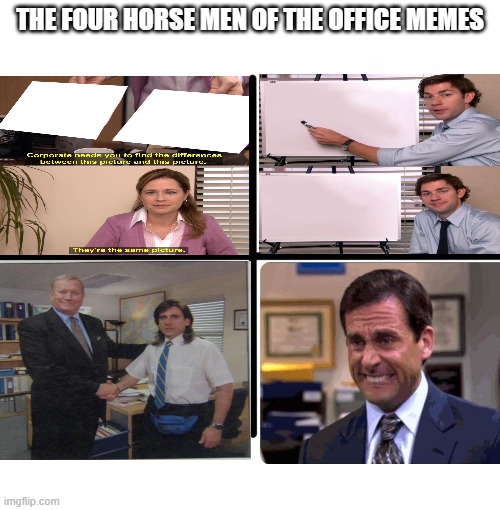 THE FOUR HORSE MEN OF THE OFFICE MEMES
Corporate needs you to find the differences
between this picture and this picture.
They're the same picture.
imgflip.com